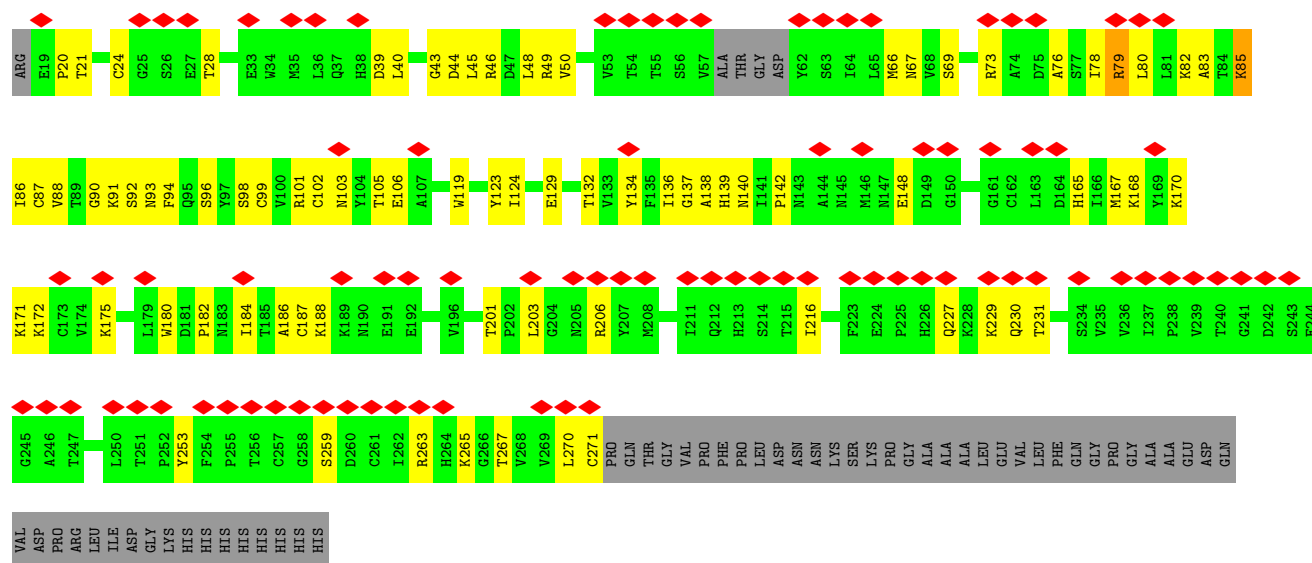 ARG E19 P20 T21 C24 G25 S26 E27 T28 E33 W34 M35 L36 Q37 H38 D39 L40 G43 D44 L45 R46 D47 L48 R49 V50 V53 T54 T55 S56 V57 ALA THR GLY ASP Y62 S63 I64 L65 M66 N67 V68 S69 R73 A74 D75 A76 S77 I78 R79 L80 L81 K82 A83 T84 K85
I86 C87 V88 T89 G90 K91 S92 N93 F94 Q95 S96 Y97 S98 C99 V100 R101 C102 N103 Y104 T105 E106 A107 W119 Y123 I124 E129 T132 V133 Y134 F135 I136 G137 A138 H139 N140 I141 P142 N143 A144 N145 M146 N147 E148 D149 G150 G161 C162 L163 D164 H165 I166 M167 K168 Y169 K170
K171 K172 C173 V174 K175 L179 W180 D181 P182 N183 I184 T185 A186 C187 K188 K189 N190 E191 E192 V196 T201 P202 L203 G204 N205 R206 Y207 M208 I211 Q212 H213 S214 T215 I216 F223 E224 P225 H226 Q227 K228 K229 Q230 T231 S234 V235 V236 I237 P238 V239 T240 G241 D242 S243 E244
G245 A246 T247 L250 T251 P252 Y253 F254 P255 T256 C257 G258 S259 D260 C261 I262 R263 H264 K265 G266 T267 V268 V269 L270 C271 PRO GLN THR GLY VAL PRO PHE PRO LEU ASP ASN ASN LYS SER LYS PRO GLY ALA ALA ALA LEU GLU VAL LEU PHE GLN GLY PRO GLY ALA ALA GLU ASP GLN
VAL ASP PRO ARG LEU ILE ASP GLY LYS HIS HIS HIS HIS HIS HIS HIS HIS